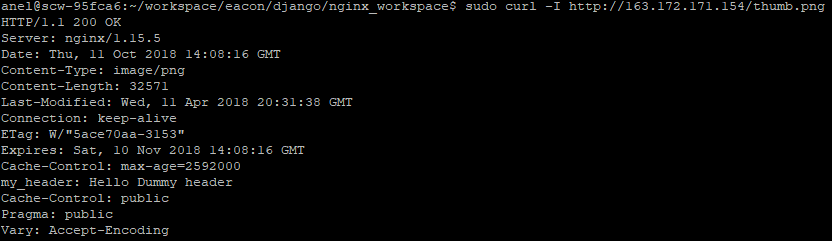 anel@scw-95fca6:~/workspace/eacon/django/nginx_workspace$ sudo curl -I http://163.172.171.154/thumb.png
HTTP/1.1 200 OK
Server: nginx/1.15.5
Date: Thu, 11 Oct 2018 14:08:16 GMT
Content-Type: image/png
Content-Length: 32571
Last-Modified: Wed, 11 Apr 2018 20:31:38 GMT
Connection: keep-alive
ETag: W/"5ace70aa-3153"
Expires: Sat, 10 Nov 2018 14:08:16 GMT
Cache-Control: max-age=2592000
my_header: Hello Dummy header
Cache-Control: public
Pragma: public
Vary: Accept-Encoding